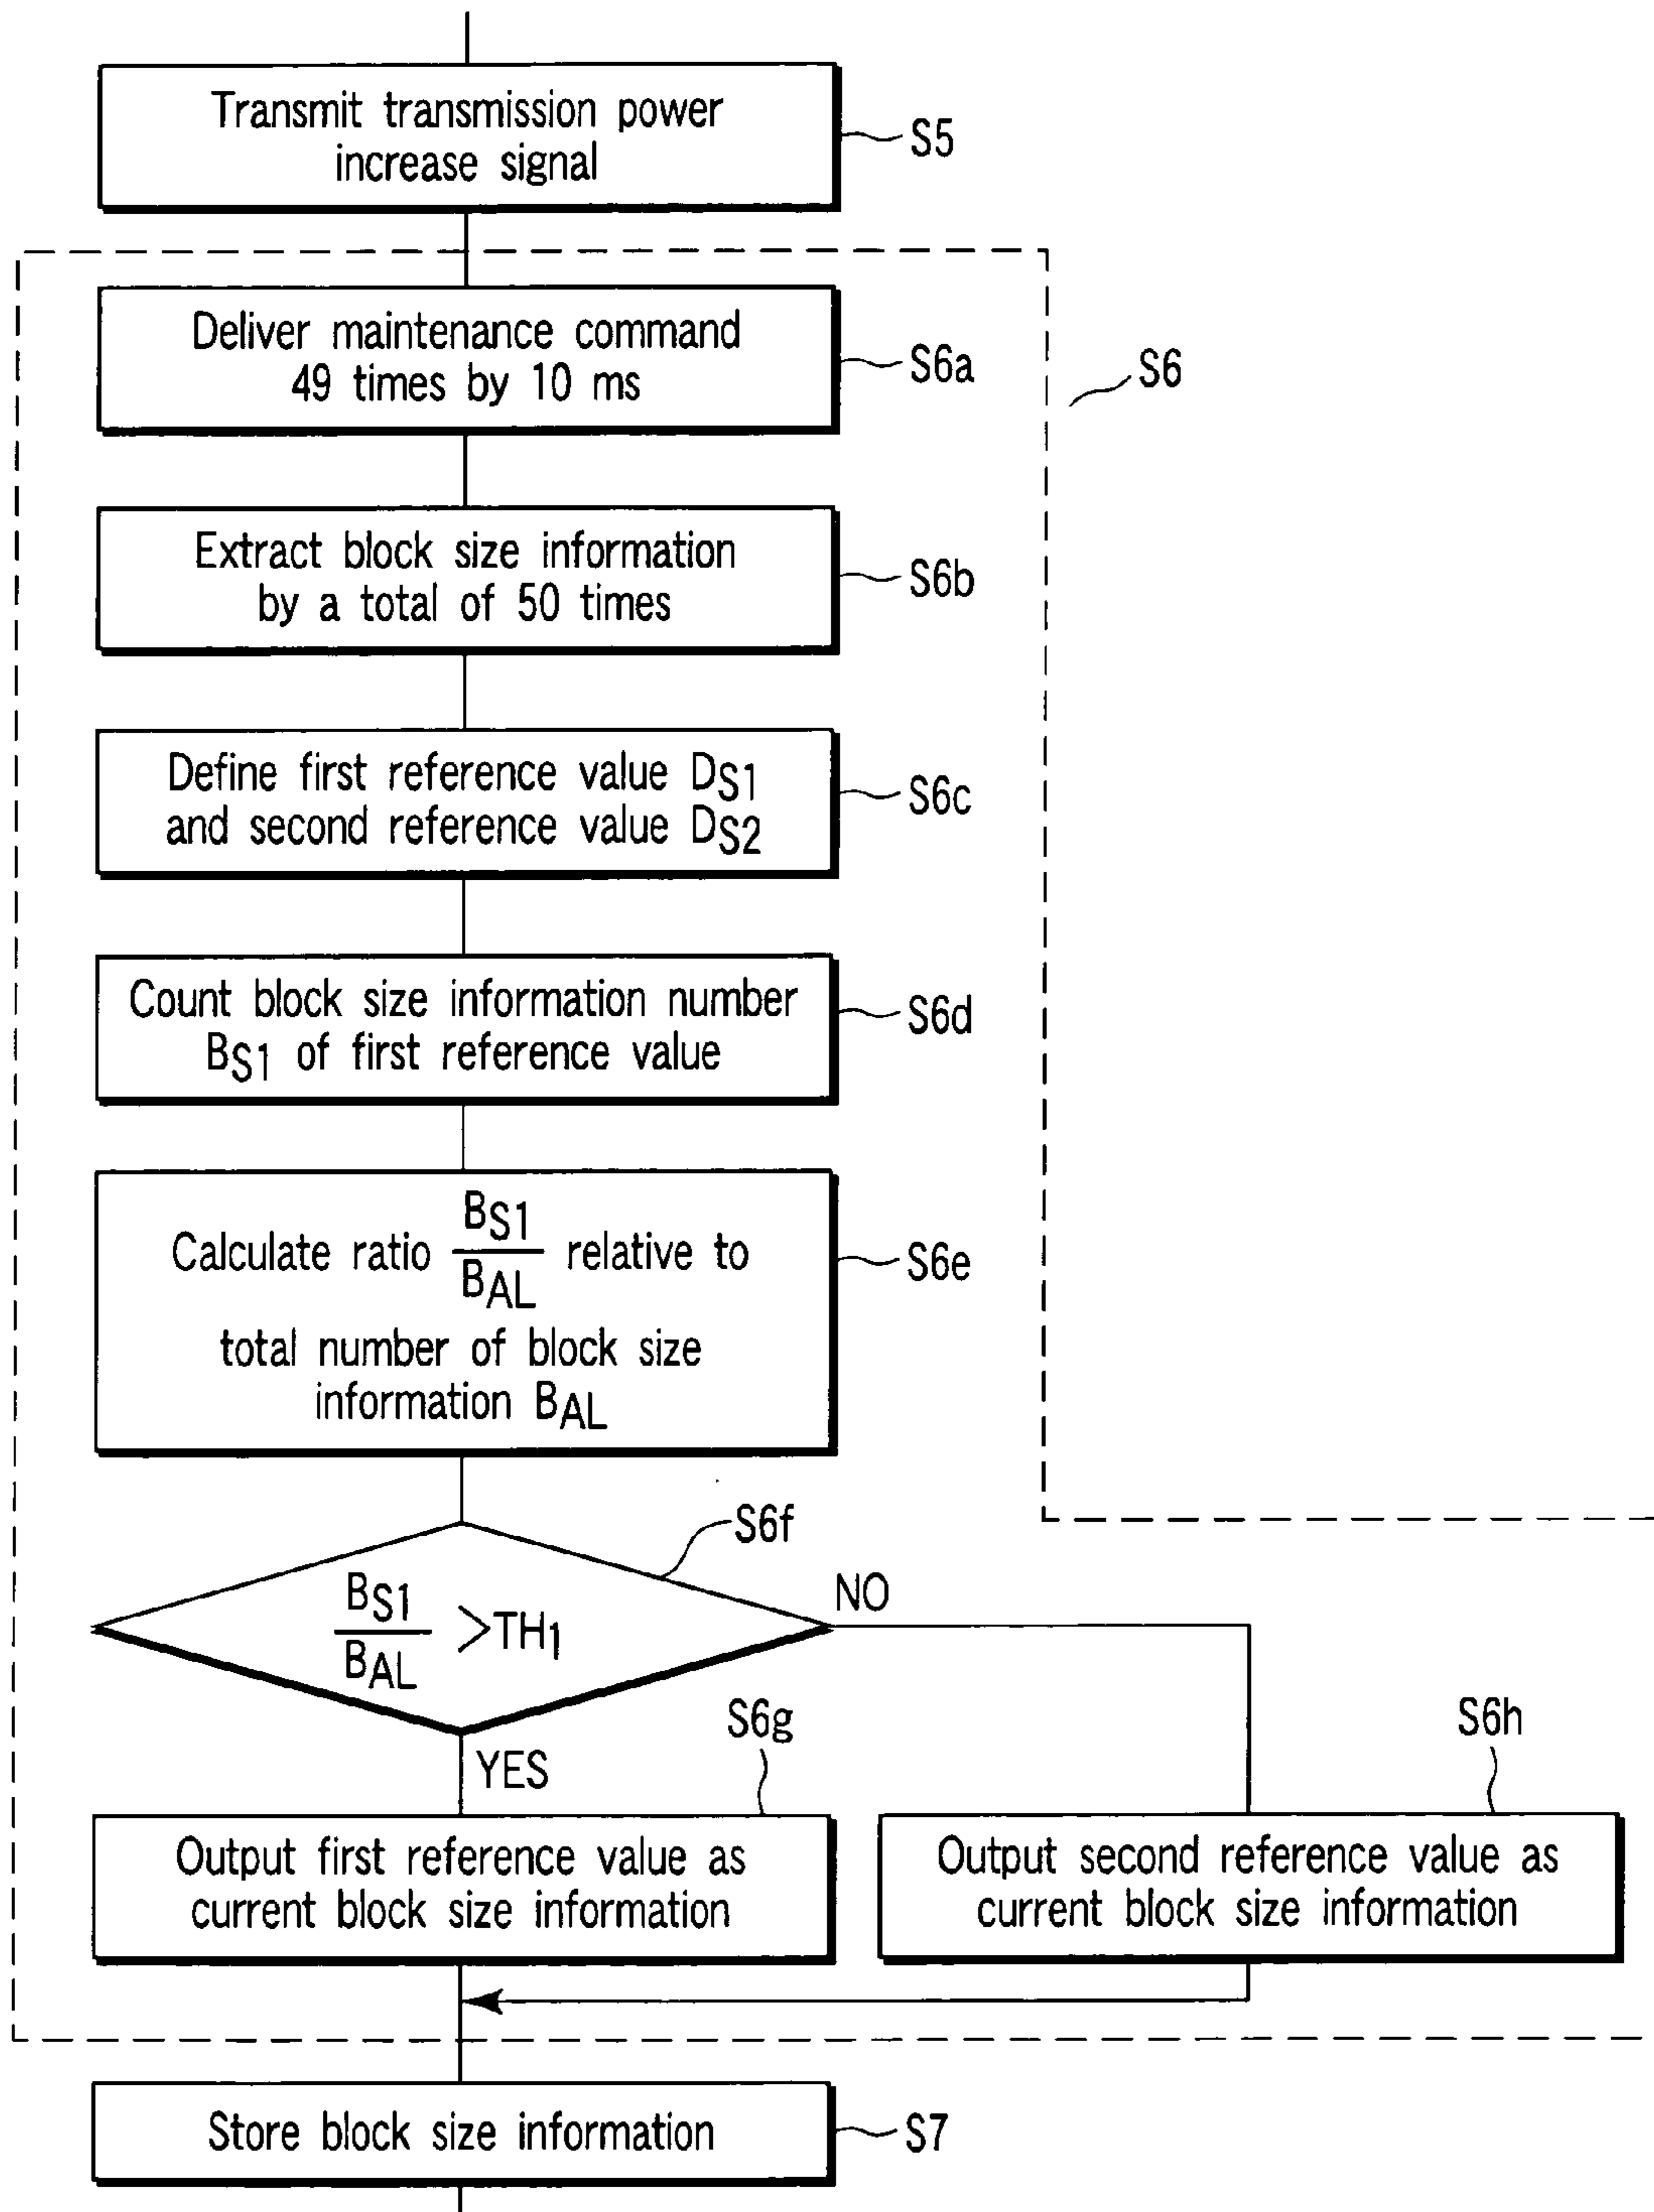 Transmit transmission power
increase signal
S5
Deliver maintenance command
49 times by 10 ms
S6a
S6
Extract block size information
by a total of 50 times
S6b
Define first reference value DS1
and second reference value DS2
S6c
Count block size information number
BS1 of first reference value
S6d
Calculate ratio BS1/BAL relative to
total number of block size
information BAL
S6e
S6f
BS1/BAL >TH1
NO
YES
S6g
S6h
Output first reference value as
current block size information
Output second reference value as
current block size information
Store block size information
S7